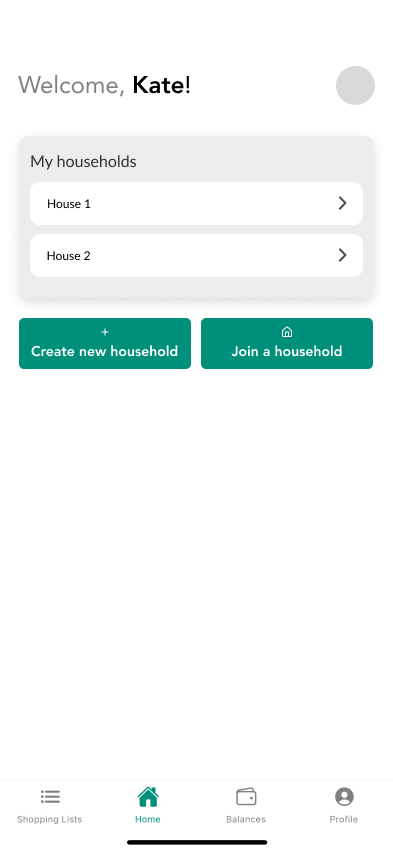 Welcome, Kate!
My households
House 1
House 2
Create new household
Join a household
Shopping Lists
Home
Balances
Profile